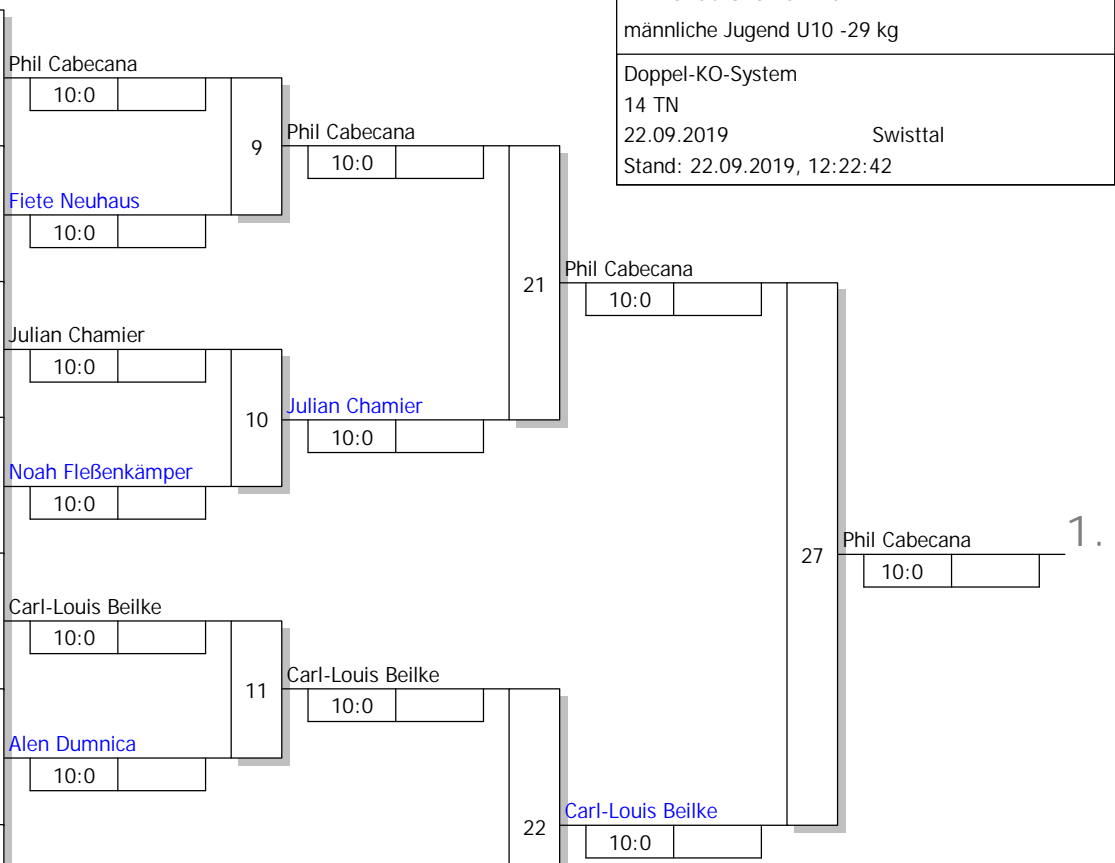 männliche Jugend U10 -29 kg
Doppel-KO-System
14 TN
22.09.2019 Swisttal
Stand: 22.09.2019, 12:22:42
Phil Cabecana
10:0
9
Phil Cabecana
10:0
Fiete Neuhaus
10:0
21
Phil Cabecana
10:0
Julian Chamier
10:0
10
Julian Chamier
10:0
Noah Fleßenkämper
10:0
27
Phil Cabecana
1.
10:0
Carl-Louis Beilke
10:0
11
Carl-Louis Beilke
10:0
Alen Dumnica
10:0
22
Carl-Louis Beilke
10:0